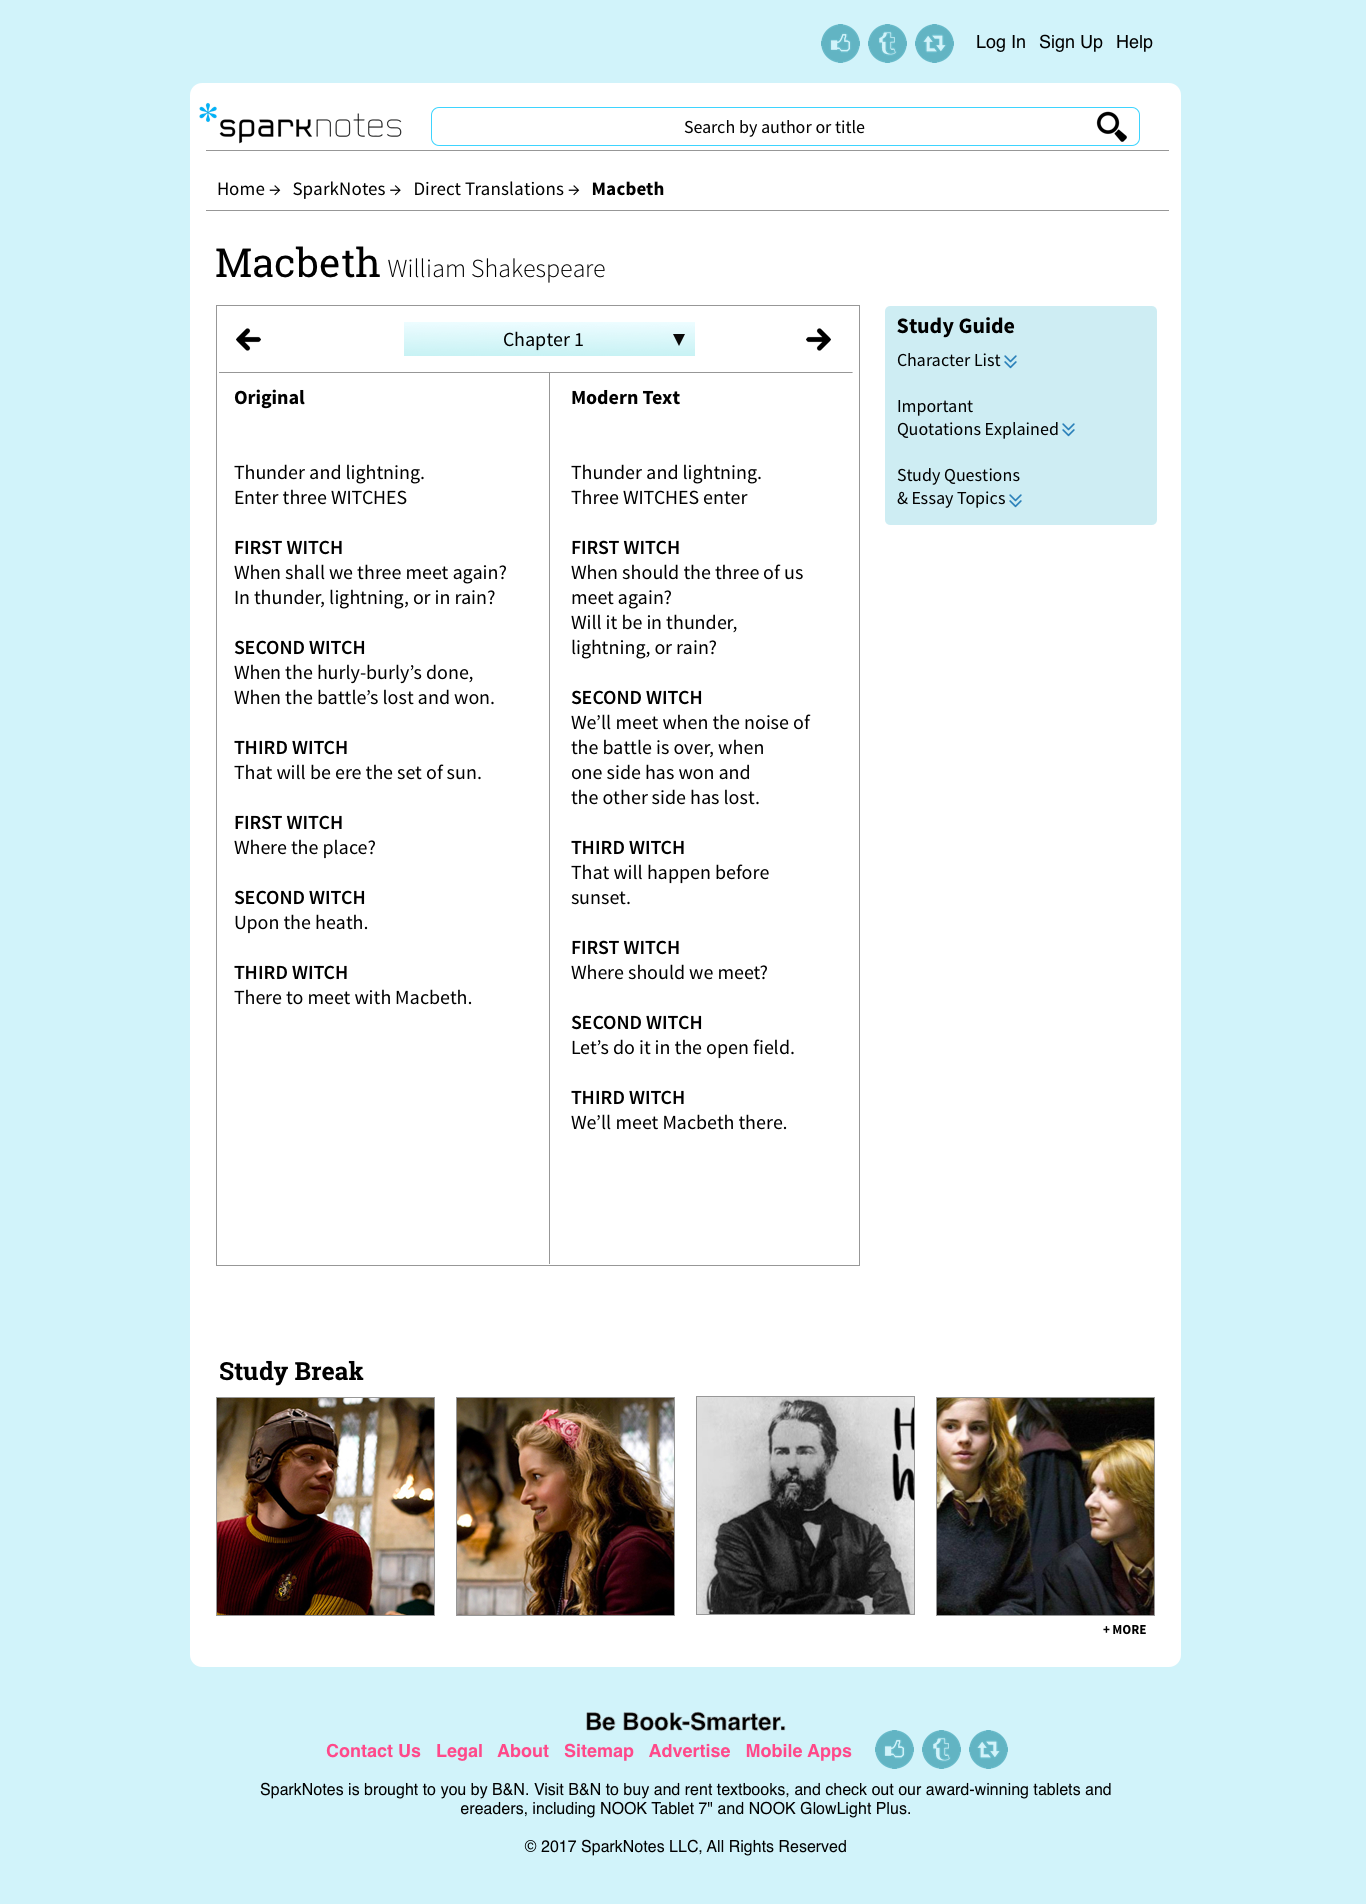 Log In Sign Up Help
*sparknotes
Search by author or title
Home → SparkNotes → Direct Translations → Macbeth
Macbeth William Shakespeare
Chapter 1
Original
Thunder and lightning.
Enter three WITCHES
FIRST WITCH
When shall we three meet again?
In thunder, lightning, or in rain?
SECOND WITCH
When the hurly-burly’s done,
When the battle’s lost and won.
THIRD WITCH
That will be ere the set of sun.
FIRST WITCH
Where the place?
SECOND WITCH
Upon the heath.
THIRD WITCH
There to meet with Macbeth.
Modern Text
Thunder and lightning.
Three WITCHES enter
FIRST WITCH
When should the three of us
meet again?
Will it be in thunder,
lightning, or rain?
SECOND WITCH
We’ll meet when the noise of
the battle is over, when
one side has won and
the other side has lost.
THIRD WITCH
That will happen before
sunset.
FIRST WITCH
Where should we meet?
SECOND WITCH
Let’s do it in the open field.
THIRD WITCH
We’ll meet Macbeth there.
Study Guide
Character List
Important
Quotations Explained
Study Questions
& Essay Topics
Study Break
+ MORE
Be Book-Smarter.
Contact Us Legal About Sitemap Advertise Mobile Apps
SparkNotes is brought to you by B&N. Visit B&N to buy and rent textbooks, and check out our award-winning tablets and
ereaders, including NOOK Tablet 7" and NOOK GlowLight Plus.
© 2017 SparkNotes LLC, All Rights Reserved